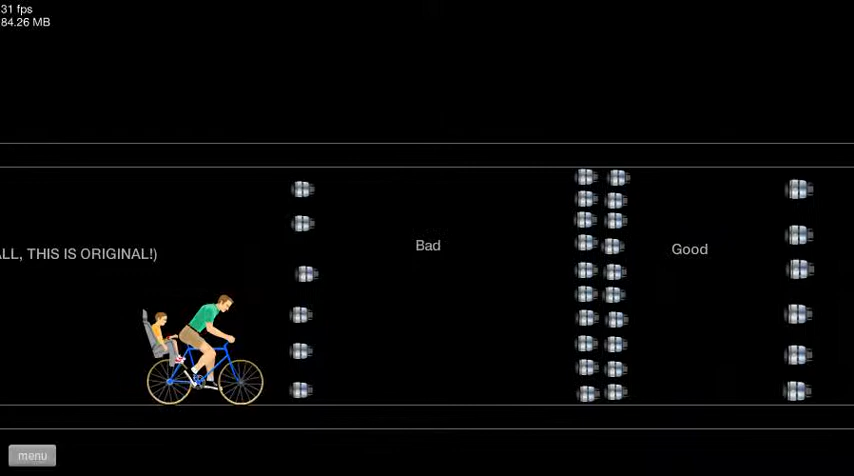 31 fps
84.26 MB
Bad
Good
ALL, THIS IS ORIGINAL!)
menu